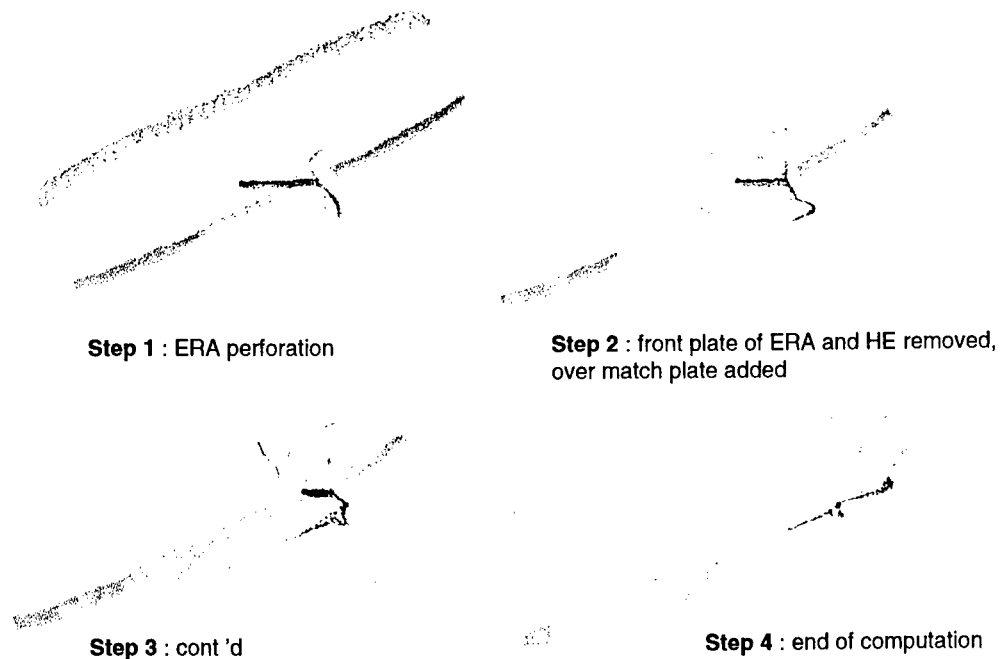 Step 1 : ERA perforation
Step 2 : front plate of ERA and HE removed,
over match plate added
Step 3 : cont 'd
Step 4 : end of computation